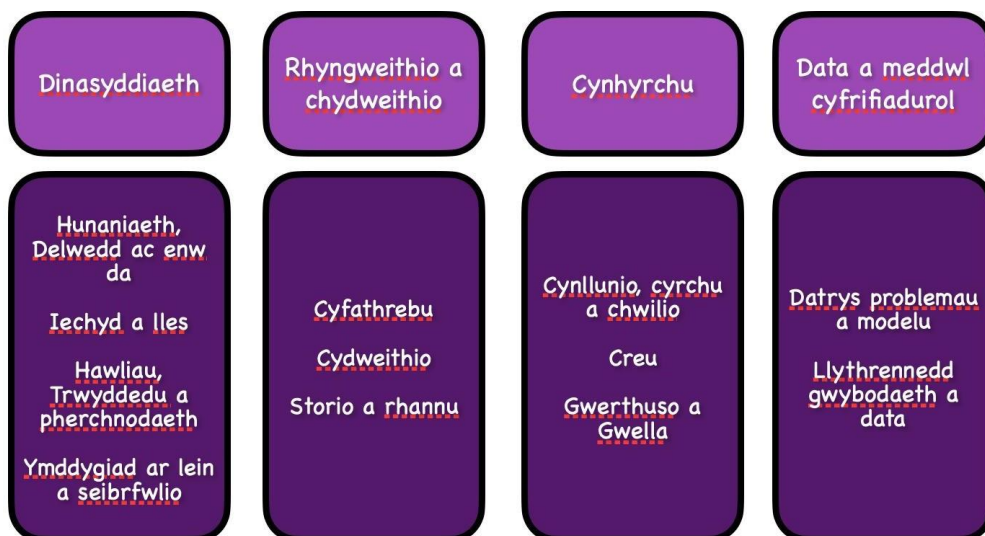 Dinasyddiaeth
Rhyngweithio a
chydweithio
Cynhyrchu
Data a meddwl
cyfrifiadurol
Hunaniaeth,
Delwedd ac enw
da
Iechyd a lles
Hawliau,
Trwyddedu a
pherchnodaeth
Ymddygiad ar lein
a seibrfwlio
Cyfathrebu
Cydweithio
Storio a rhannu
Cynllunio, cyrchu
a chwilio
Creu
Gwerthuso a
Gwella
Datrys problemau
a modelu
Llythrennedd
gwybodaeth a
data